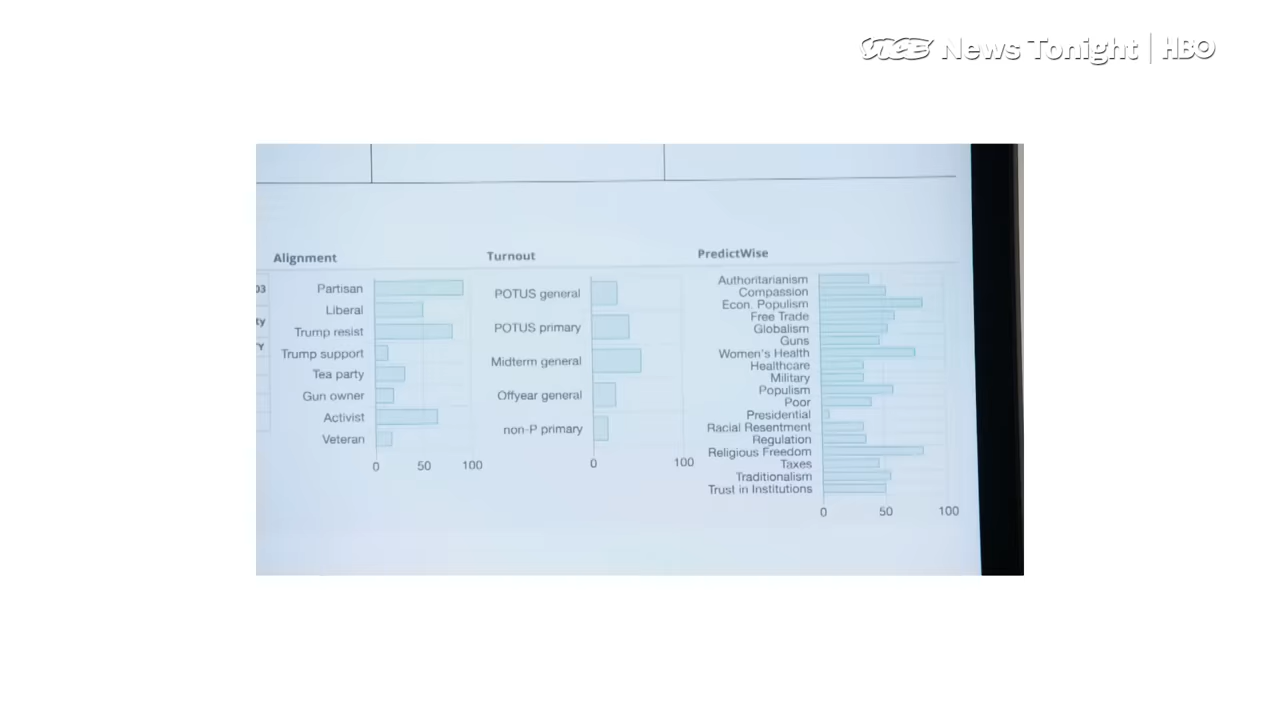 VICE News Tonight | HBO
Alignment
03
ty
Y
Partisan
Liberal
Trump resist
Trump support
Tea party
Gun owner
Activist
Veteran
0 50 100
Turnout
POTUS general
POTUS primary
Midterm general
Offyear general
non-P primary
0 100
PredictWise
Authoritarianism
Compassion
Econ. Populism
Free Trade
Globalism
Guns
Women's Health
Healthcare
Military
Populism
Poor
Presidential
Racial Resentment
Regulation
Religious Freedom
Taxes
Traditionalism
Trust in Institutions
0 50 100